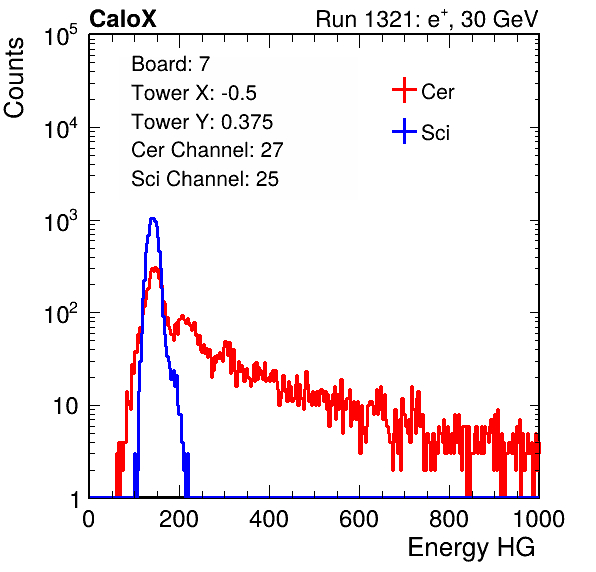 CaloX
Run 1321: e⁺, 30 GeV
Counts
10⁵
10⁴
10³
10²
10
1
Board: 7
Tower X: -0.5
Tower Y: 0.375
Cer Channel: 27
Sci Channel: 25
Cer
Sci
0
200
400
600
800
1000
Energy HG